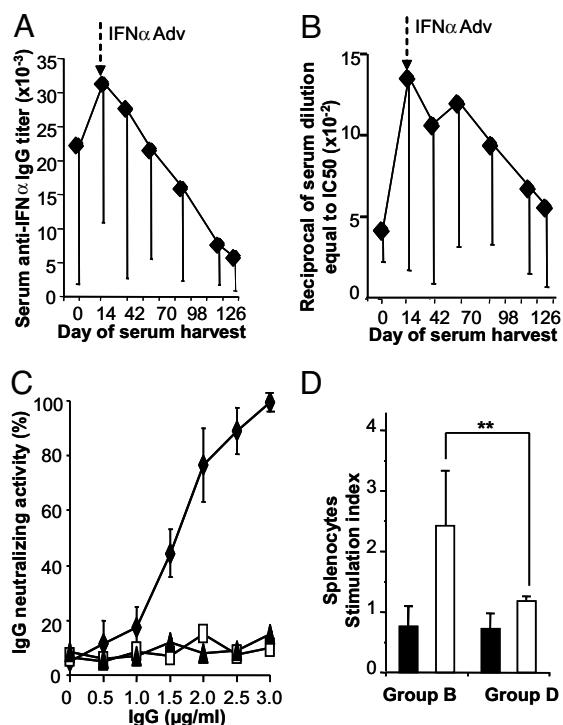 A
IFNα Adv
Serum anti-IFNα IgG titer (x10-3)
35
30
25
20
15
10
5
0
0 14 42 70 98 126
Day of serum harvest
B
IFNα Adv
Reciprocal of serum dilution
equal to IC50 (x10-2)
15
10
5
0
0 14 42 70 98 126
Day of serum harvest
C
IgG neutralizing activity (%)
100
80
60
40
20
0
0 0.5 1.0 1.5 2.0 2.5 3.0
IgG (µg/ml)
D
Splenocytes
Stimulation index
4
3
2
1
0
**
Group B Group D